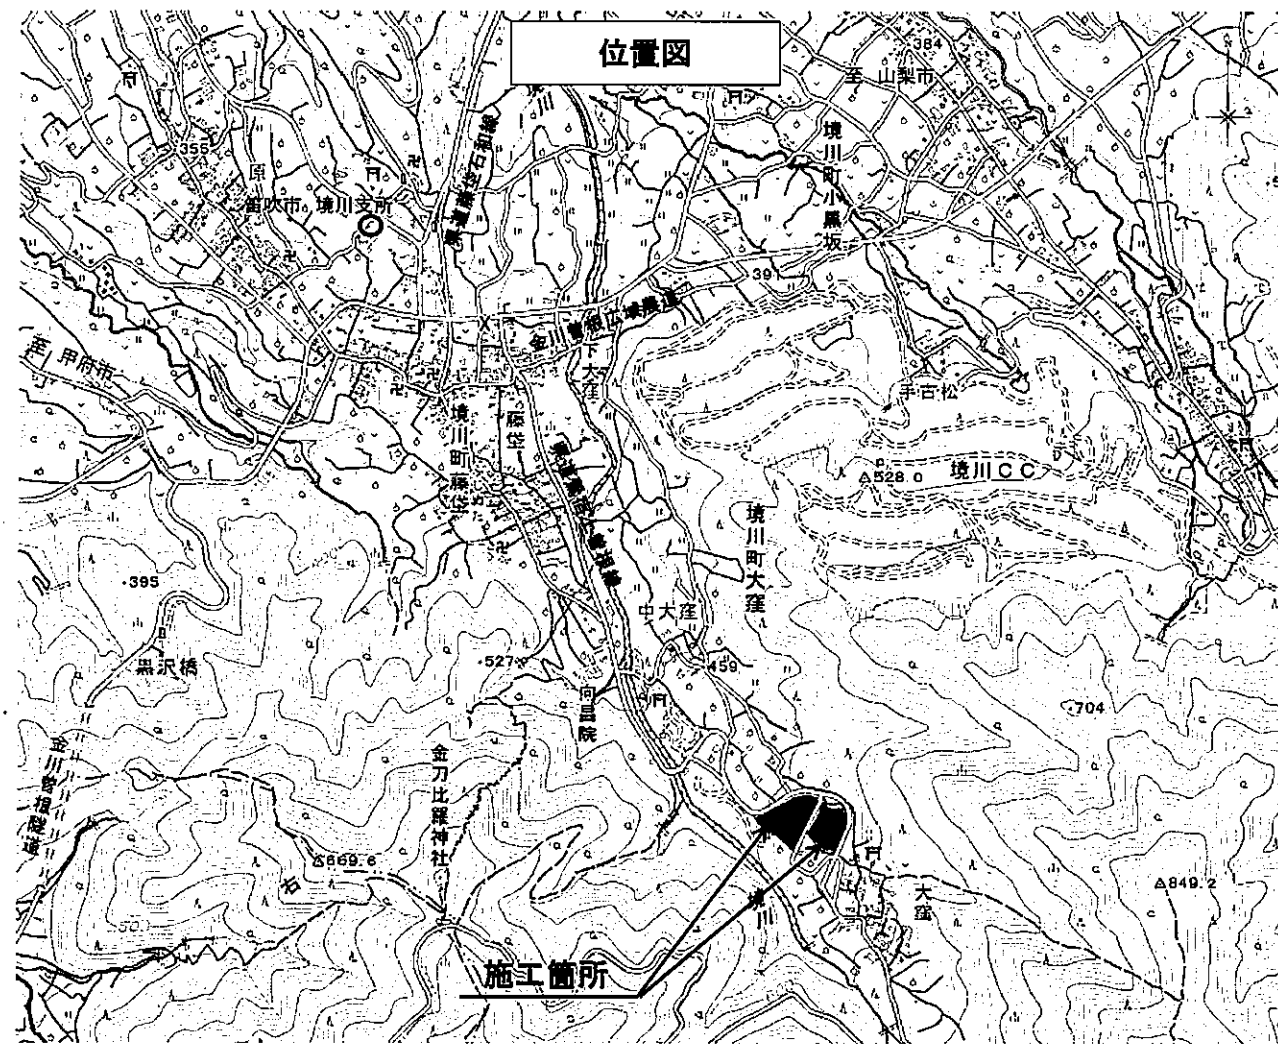 位置図
384
至 山梨市
355
原
笛吹市 境川支所
県道藤垈石和線
境川町小黒坂
391
金川曽根広域農道
至 甲府市
下大窪
手古松
境川町藤垈
藤垈
△528.0
境川CC
境川町大窪
・395
中大窪
黒沢橋
・527
459
向昌院
・704
金川曽根隧道
金刀比羅神社
△669.6
右
△849.2
大窪
境川
施工箇所